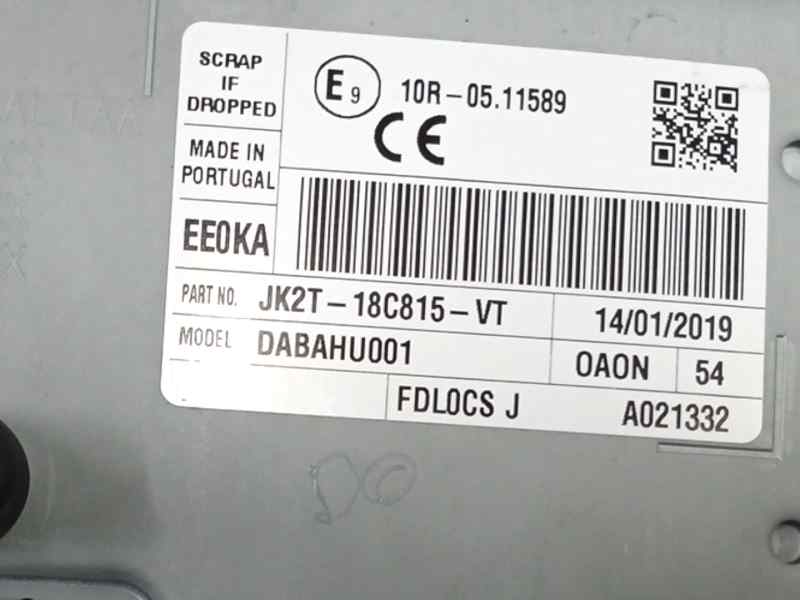 SCRAP
IF
DROPPED
E9
10R-05.11589
CE
MADE IN
PORTUGAL
EE0KA
PART NO. JK2T-18C815-VT
14/01/2019
MODEL DABAHU001
OAON
54
FDLOCS J
A021332